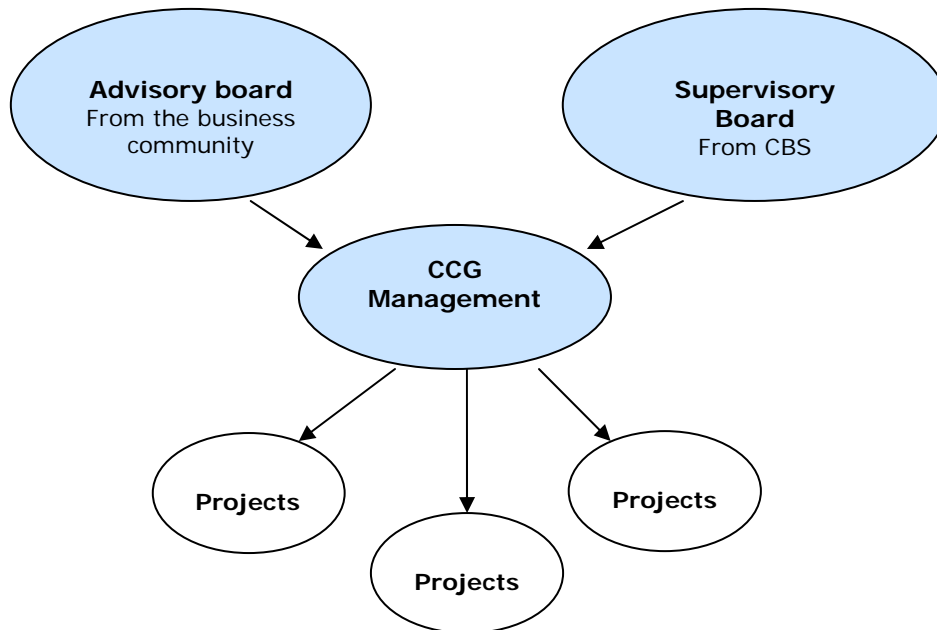 Advisory board
From the business
community
Supervisory
Board
From CBS
CCG
Management
Projects
Projects
Projects